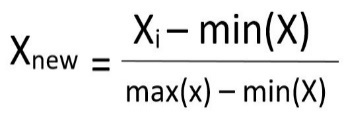 Xnew = Xi – min(X)
max(x) – min(X)